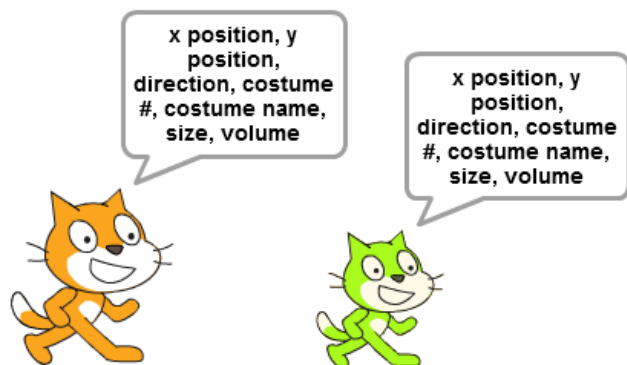 x position, y
position,
direction, costume
#, costume name,
size, volume
x position, y
position,
direction, costume
#, costume name,
size, volume